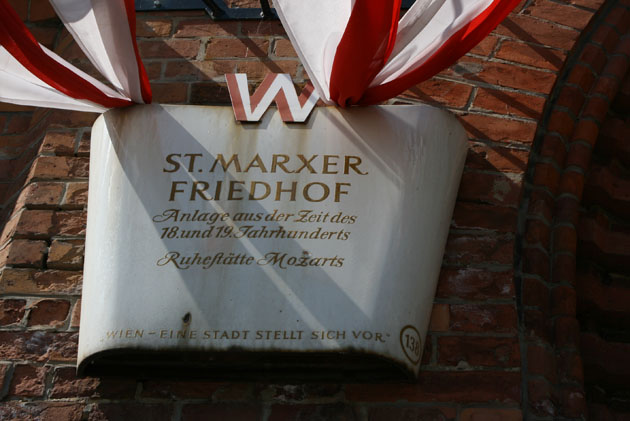 W
ST. MARXER
FRIEDHOF
Anlage aus der Zeit des
18. und 19. Jahrhunderts
Ruhestätte Mozarts
WIEN – EINE STADT STELLT SICH VOR